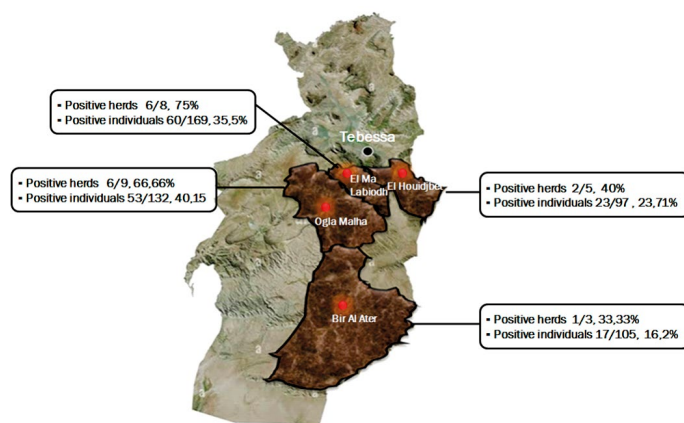 ▪ Positive herds 6/8, 75%
▪ Positive individuals 60/169, 35,5%
Tebessa
▪ Positive herds 6/9, 66,66%
▪ Positive individuals 53/132, 40,15
El Ma
Labiodh
El Houidjbet
▪ Positive herds 2/5, 40%
▪ Positive individuals 23/97 , 23,71%
Ogla Malha
▪ Positive herds 1/3, 33,33%
▪ Positive individuals 17/105, 16,2%
Bir Al Ater